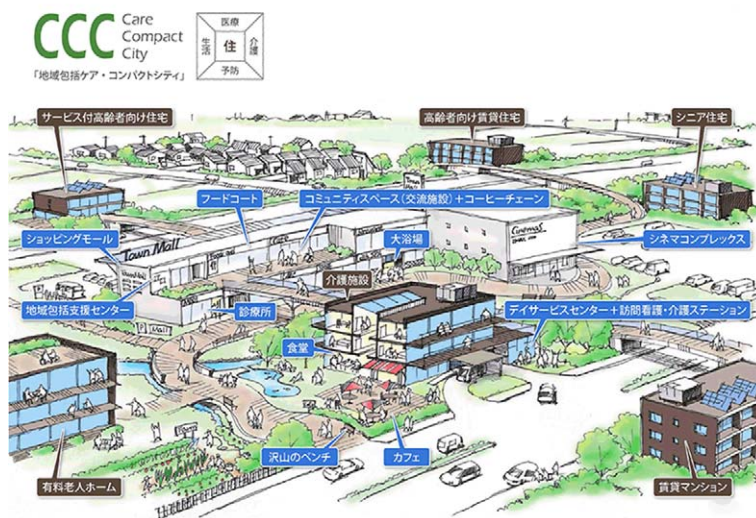 CCC Care
Compact
City
「地域包括ケア・コンパクトシティ」
医療
生活
住
介護
予防
サービス付高齢者向け住宅
高齢者向け賃貸住宅
シニア住宅
フードコート
コミュニティスペース(交流施設)+コーヒーチェーン
ショッピングモール
大浴場
シネマコンプレックス
Town Mall
Cinemas
介護施設
地域包括支援センター
診療所
デイサービスセンター+訪問看護・介護ステーション
食堂
Mall
沢山のベンチ
カフェ
有料老人ホーム
賃貸マンション